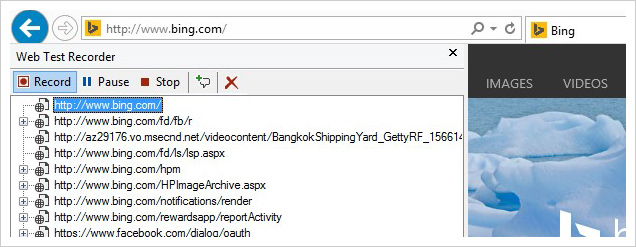 http://www.bing.com/
Bing
Web Test Recorder
Record Pause Stop
IMAGES VIDEOS
http://www.bing.com/
http://www.bing.com/fd/fb/r
http://az29176.vo.msecnd.net/videocontent/BangkokShippingYard_GettyRF_156614
http://www.bing.com/fd/ls/lsp.aspx
http://www.bing.com/hpm
http://www.bing.com/HPImageArchive.aspx
http://www.bing.com/notifications/render
http://www.bing.com/rewardsapp/reportActivity
https://www.facebook.com/dialog/oauth